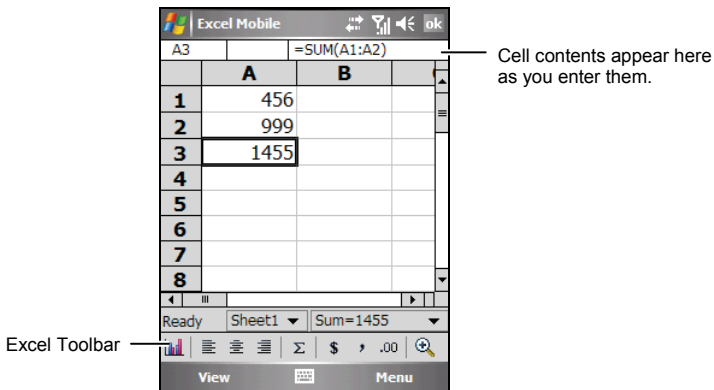 Excel Mobile ok
A3 =SUM(A1:A2)
Cell contents appear here
as you enter them.
A B
1 456
2 999
3 1455
4
5
6
7
8
Ready Sheet1 Sum=1455
Excel Toolbar
Σ $ , .00
View Menu